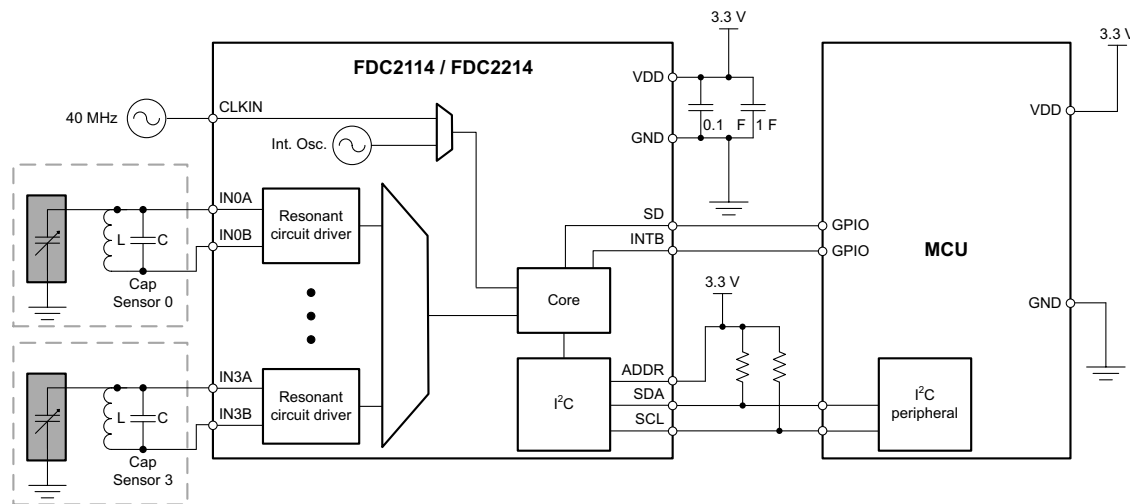 FDC2114 / FDC2214
3.3 V
3.3 V
VDD
VDD
CLKIN
40 MHz
Int. Osc.
0.1 F 1 F
GND
IN0A
IN0B
Resonant
circuit driver
L
C
Cap
Sensor 0
SD
INTB
GPIO
GPIO
MCU
Core
3.3 V
GND
IN3A
IN3B
Resonant
circuit driver
L
C
Cap
Sensor 3
I²C
ADDR
SDA
SCL
I²C
peripheral